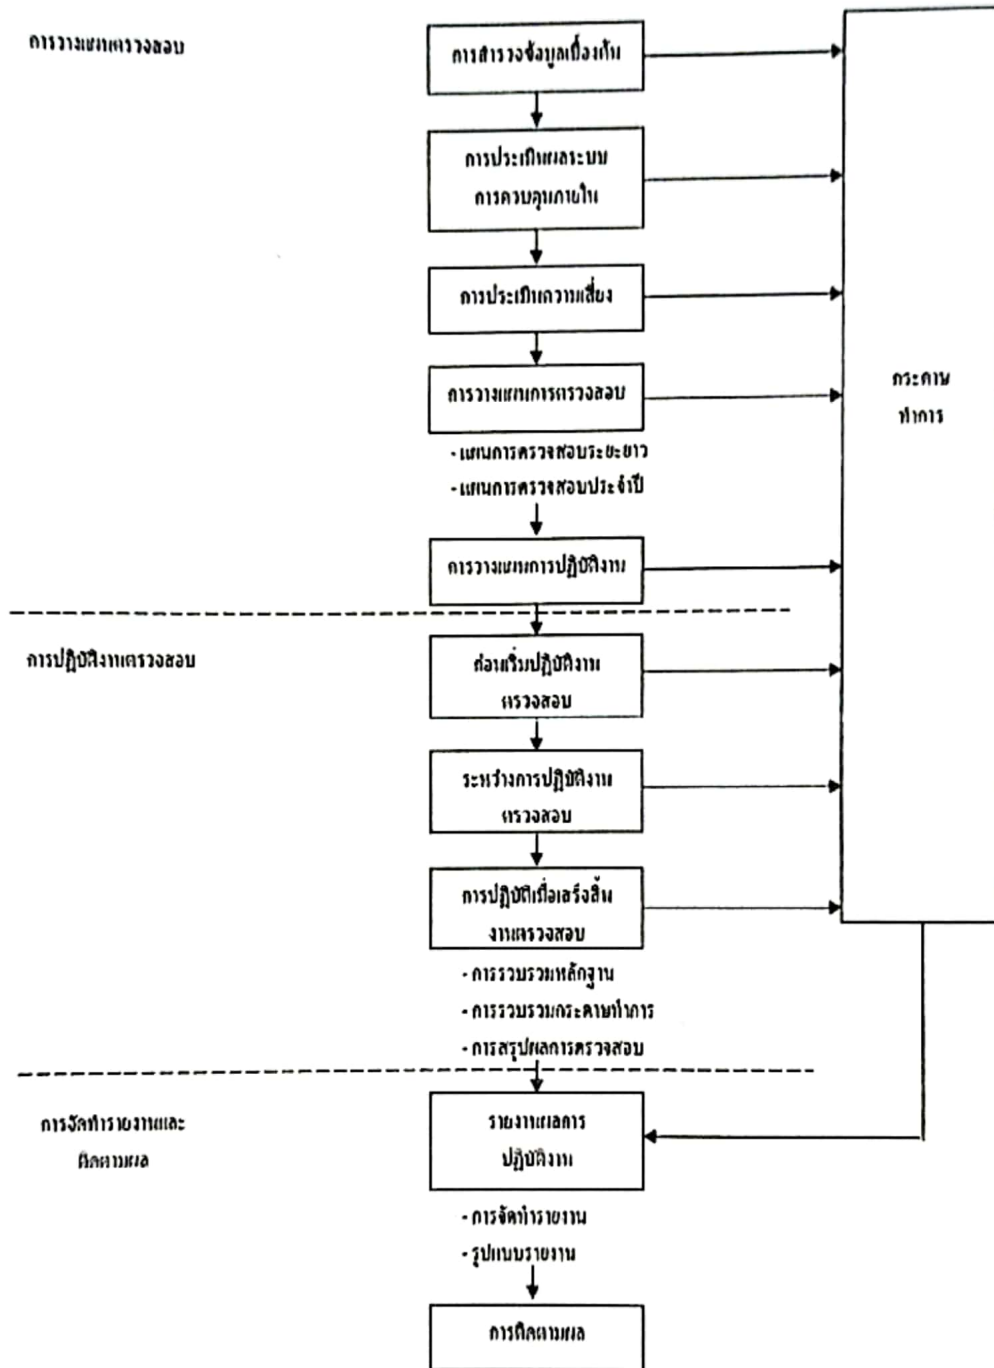 การวางแผนตรวจสอบ
การสำรวจข้อมูลเบื้องต้น
การประเมินผลระบบ
การควบคุมภายใน
การประเมินความเสี่ยง
การวางแผนการตรวจสอบ
- แผนการตรวจสอบระยะยาว
- แผนการตรวจสอบประจำปี
การวางแผนการปฏิบัติงาน
กระดาษ
ทำการ
การปฏิบัติงานตรวจสอบ
ก่อนเริ่มปฏิบัติงาน
ตรวจสอบ
ระหว่างการปฏิบัติงาน
ตรวจสอบ
การปฏิบัติเมื่อเสร็จสิ้น
งานตรวจสอบ
- การรวบรวมหลักฐาน
- การรวบรวมกระดาษทำการ
- การสรุปผลการตรวจสอบ
การจัดทำรายงานและ
ติดตามผล
รายงานผลการ
ปฏิบัติงาน
- การจัดทำรายงาน
- รูปแบบรายงาน
การติดตามผล